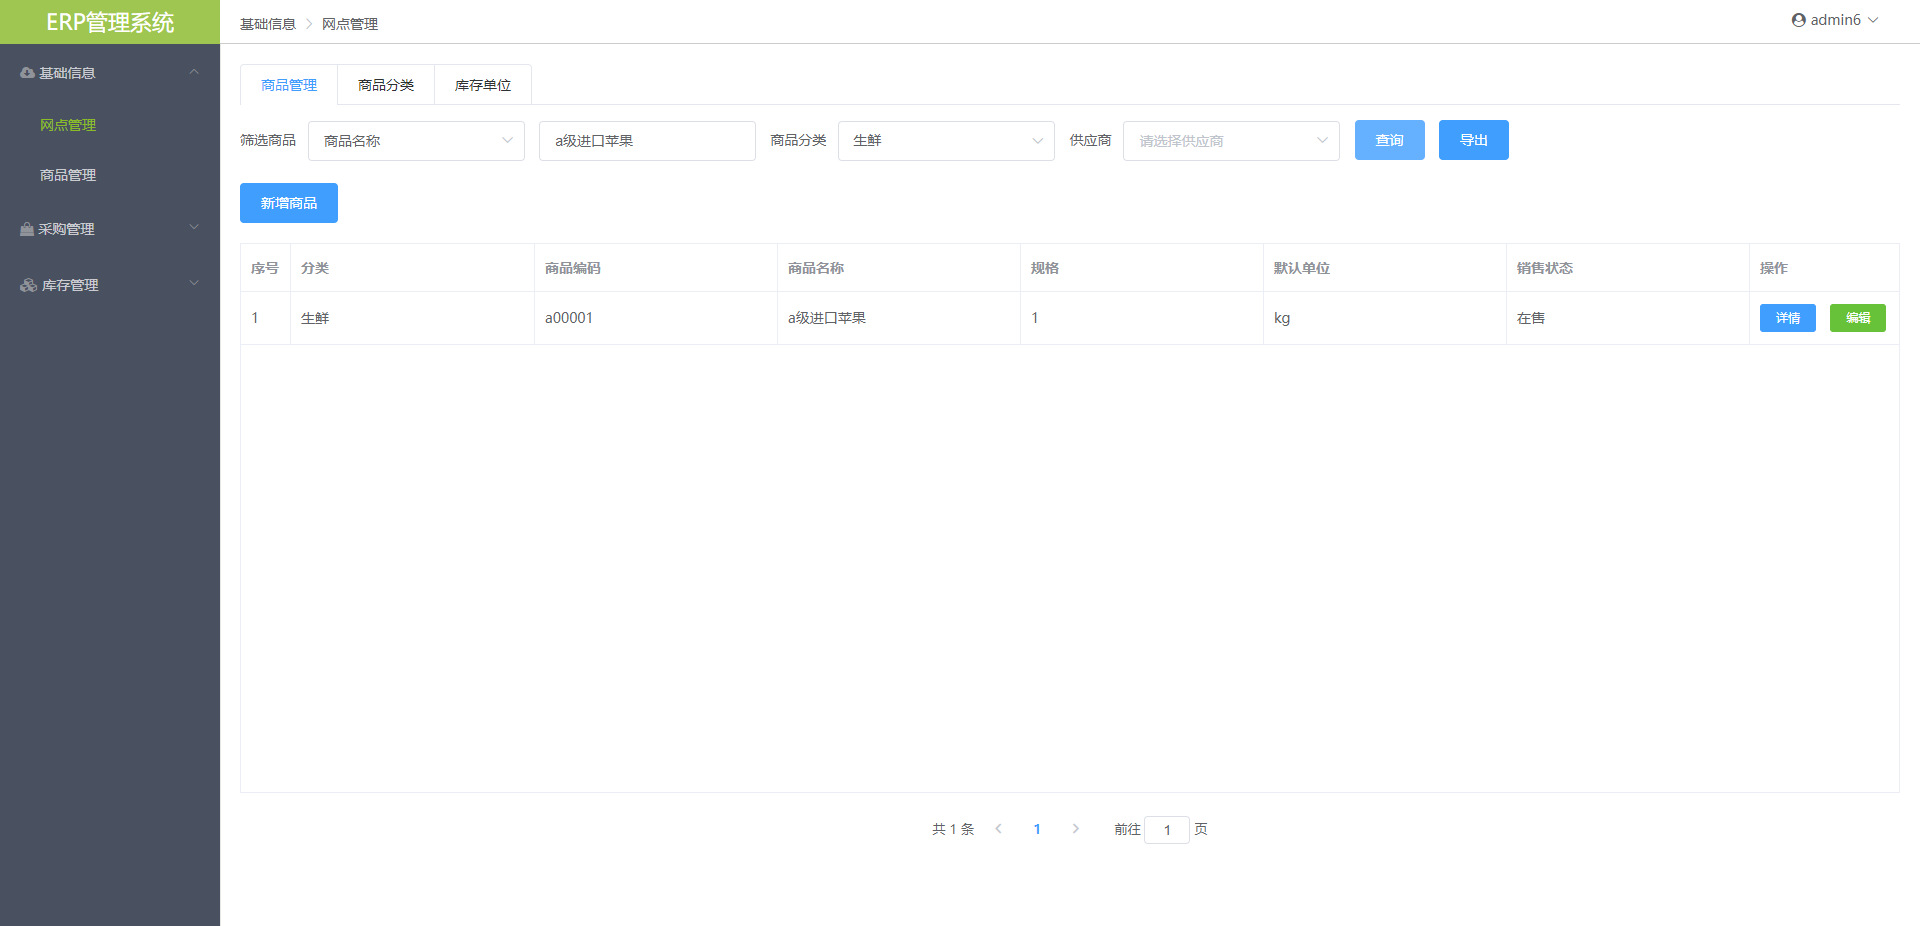 ERP管理系统
基础信息 网点管理
admin6
基础信息
网点管理
商品管理
采购管理
库存管理
商品管理 商品分类 库存单位
筛选商品 商品名称 a级进口苹果 商品分类 生鲜 供应商 请选择供应商 查询 导出
新增商品
序号 分类 商品编码 商品名称 规格 默认单位 销售状态 操作
1 生鲜 a00001 a级进口苹果 1 kg 在售 详情 编辑
共 1 条 1 前往 1 页